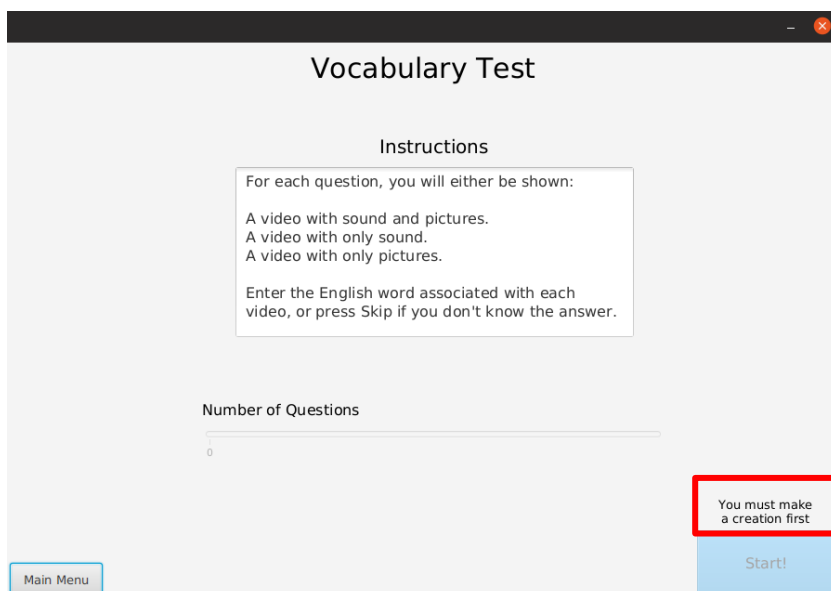 Vocabulary Test
Instructions
For each question, you will either be shown:
A video with sound and pictures.
A video with only sound.
A video with only pictures.
Enter the English word associated with each
video, or press Skip if you don't know the answer.
Number of Questions
0
You must make
a creation first
Start!
Main Menu